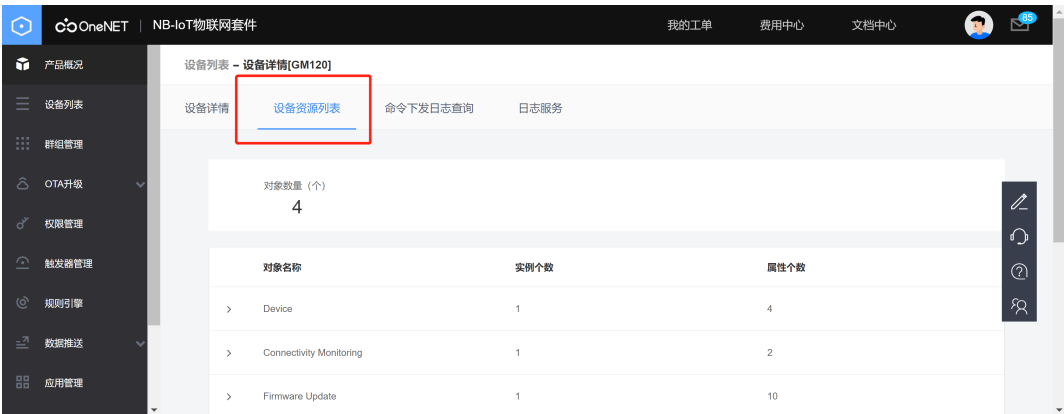 OneNET | NB-IoT物联网套件 我的工单 费用中心 文档中心 85
产品概况
设备列表
群组管理
OTA升级
权限管理
触发器管理
规则引擎
数据推送
应用管理
设备列表 – 设备详情[GM120]
设备详情 设备资源列表 命令下发日志查询 日志服务
对象数量（个）
4
对象名称 实例个数 属性个数
Device 1 4
Connectivity Monitoring 1 2
Firmware Update 1 10